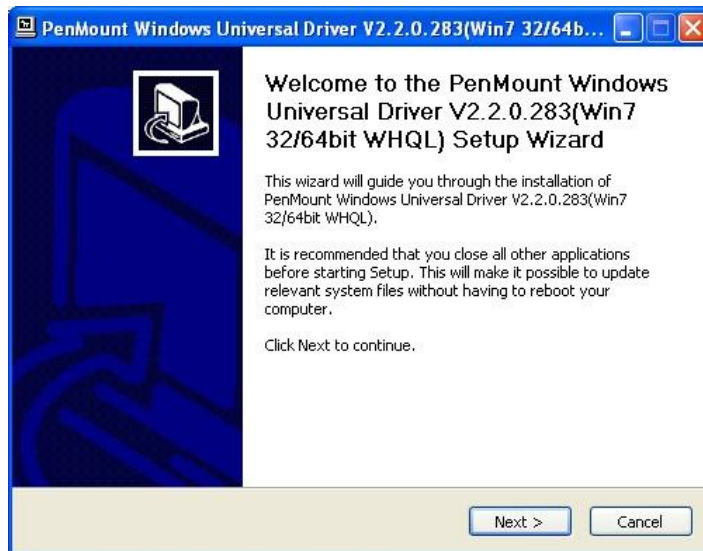 PenMount Windows Universal Driver V2.2.0.283(Win7 32/64b...
Welcome to the PenMount Windows
Universal Driver V2.2.0.283(Win7
32/64bit WHQL) Setup Wizard
This wizard will guide you through the installation of
PenMount Windows Universal Driver V2.2.0.283(Win7
32/64bit WHQL).
It is recommended that you close all other applications
before starting Setup. This will make it possible to update
relevant system files without having to reboot your
computer.
Click Next to continue.
Next >
Cancel